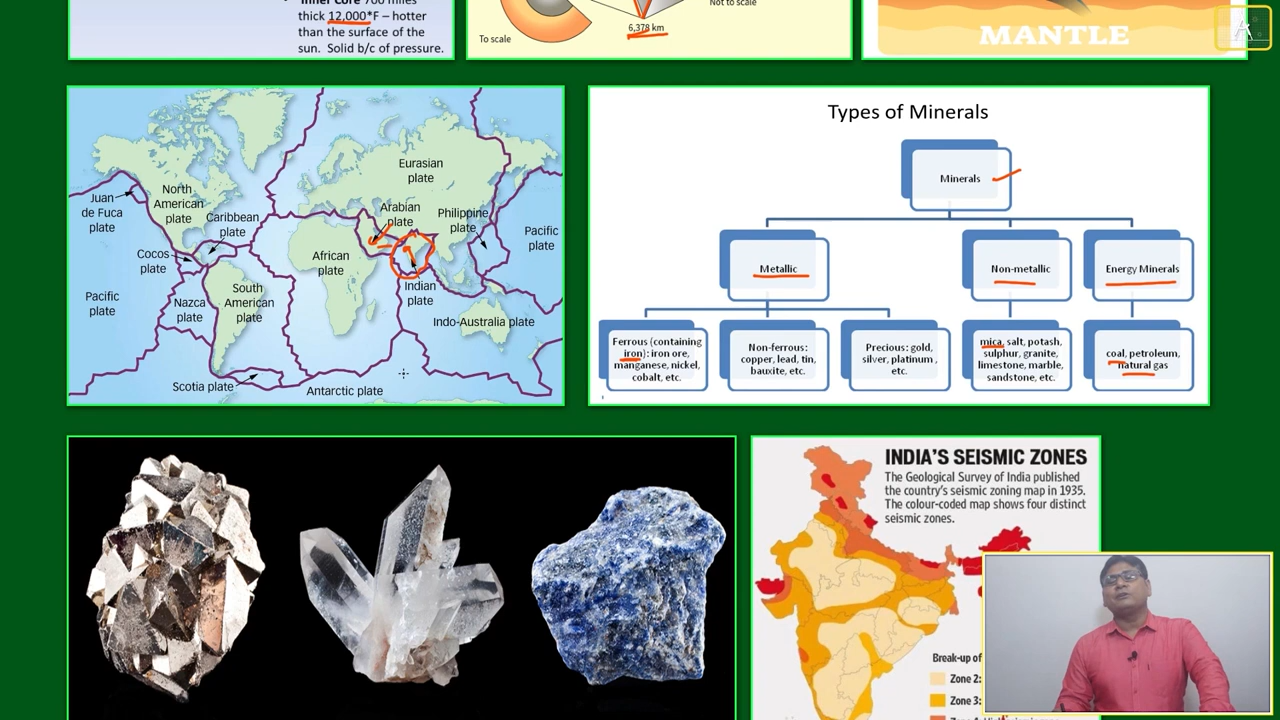 Inner Core 700 miles
thick 12,000*F – hotter
than the surface of the
sun. Solid b/c of pressure.
To scale
6,378 km
Not to scale
MANTLE
A
Eurasian
plate
North
American
plate
Juan
de Fuca
plate
Caribbean
plate
Arabian
plate
Philippine
plate
Pacific
plate
Cocos
plate
African
plate
Indian
plate
Pacific
plate
Nazca
plate
South
American
plate
Indo-Australia plate
Scotia plate
Antarctic plate
Types of Minerals
Minerals
Metallic
Non-metallic
Energy Minerals
Ferrous (containing
iron): iron ore,
manganese, nickel,
cobalt, etc.
Non-ferrous:
copper, lead, tin,
bauxite, etc.
Precious: gold,
silver, platinum ,
etc.
mica, salt, potash,
sulphur, granite,
limestone, marble,
sandstone, etc.
coal, petroleum,
natural gas
INDIA'S SEISMIC ZONES
The Geological Survey of India published
the country's seismic zoning map in 1935.
The colour-coded map shows four distinct
seismic zones.
Break-up of
Zone 2:
Zone 3: